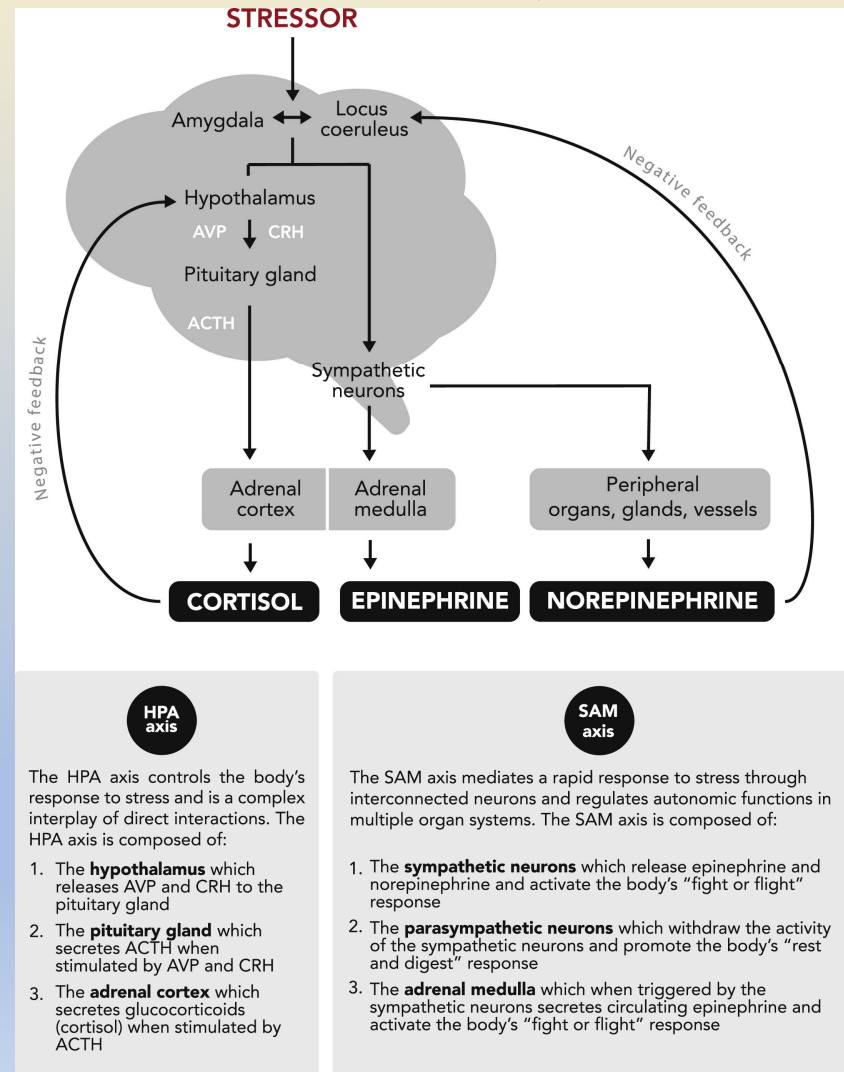 STRESSOR
Amygdala
Locus
coeruleus
Negative feedback
Hypothalamus
AVP CRH
Pituitary gland
ACTH
Negative feedback
Sympathetic
neurons
Adrenal
cortex
Adrenal
medulla
Peripheral
organs, glands, vessels
CORTISOL
EPINEPHRINE
NOREPINEPHRINE
HPA
axis
The HPA axis controls the body's
response to stress and is a complex
interplay of direct interactions. The
HPA axis is composed of:
1. The hypothalamus which
releases AVP and CRH to the
pituitary gland
2. The pituitary gland which
secretes ACTH when
stimulated by AVP and CRH
3. The adrenal cortex which
secretes glucocorticoids
(cortisol) when stimulated by
ACTH
SAM
axis
The SAM axis mediates a rapid response to stress through
interconnected neurons and regulates autonomic functions in
multiple organ systems. The SAM axis is composed of:
1. The sympathetic neurons which release epinephrine and
norepinephrine and activate the body's "fight or flight"
response
2. The parasympathetic neurons which withdraw the activity
of the sympathetic neurons and promote the body's "rest
and digest" response
3. The adrenal medulla which when triggered by the
sympathetic neurons secretes circulating epinephrine and
activate the body's "fight or flight" response